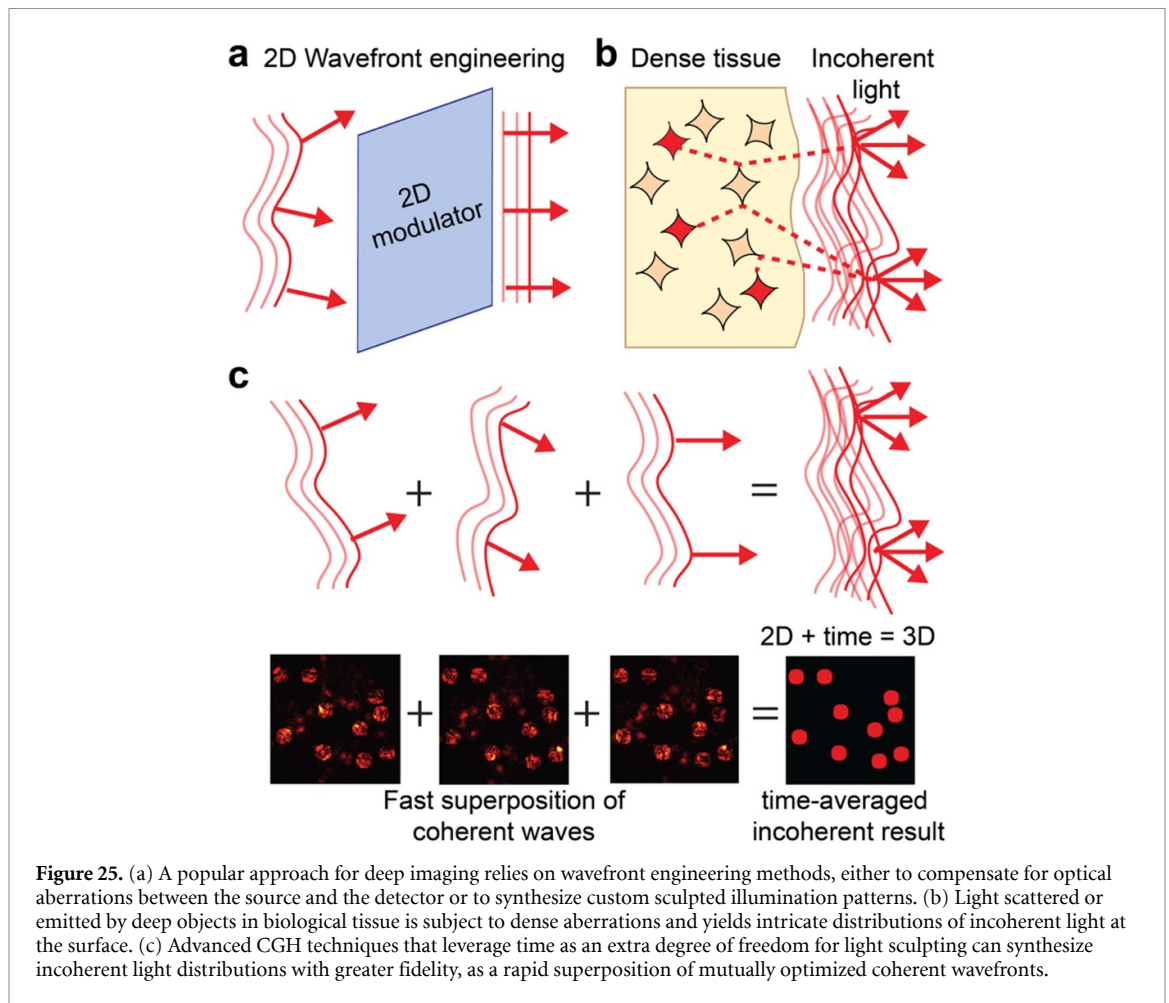 a 2D Wavefront engineering
b Dense tissue
Incoherent
light
2D
modulator
c
+ + =
2D + time = 3D
+ + =
Fast superposition of
coherent waves
time-averaged
incoherent result
Figure 25. (a) A popular approach for deep imaging relies on wavefront engineering methods, either to compensate for optical
aberrations between the source and the detector or to synthesize custom sculpted illumination patterns. (b) Light scattered or
emitted by deep objects in biological tissue is subject to dense aberrations and yields intricate distributions of incoherent light at
the surface. (c) Advanced CGH techniques that leverage time as an extra degree of freedom for light sculpting can synthesize
incoherent light distributions with greater fidelity, as a rapid superposition of mutually optimized coherent wavefronts.